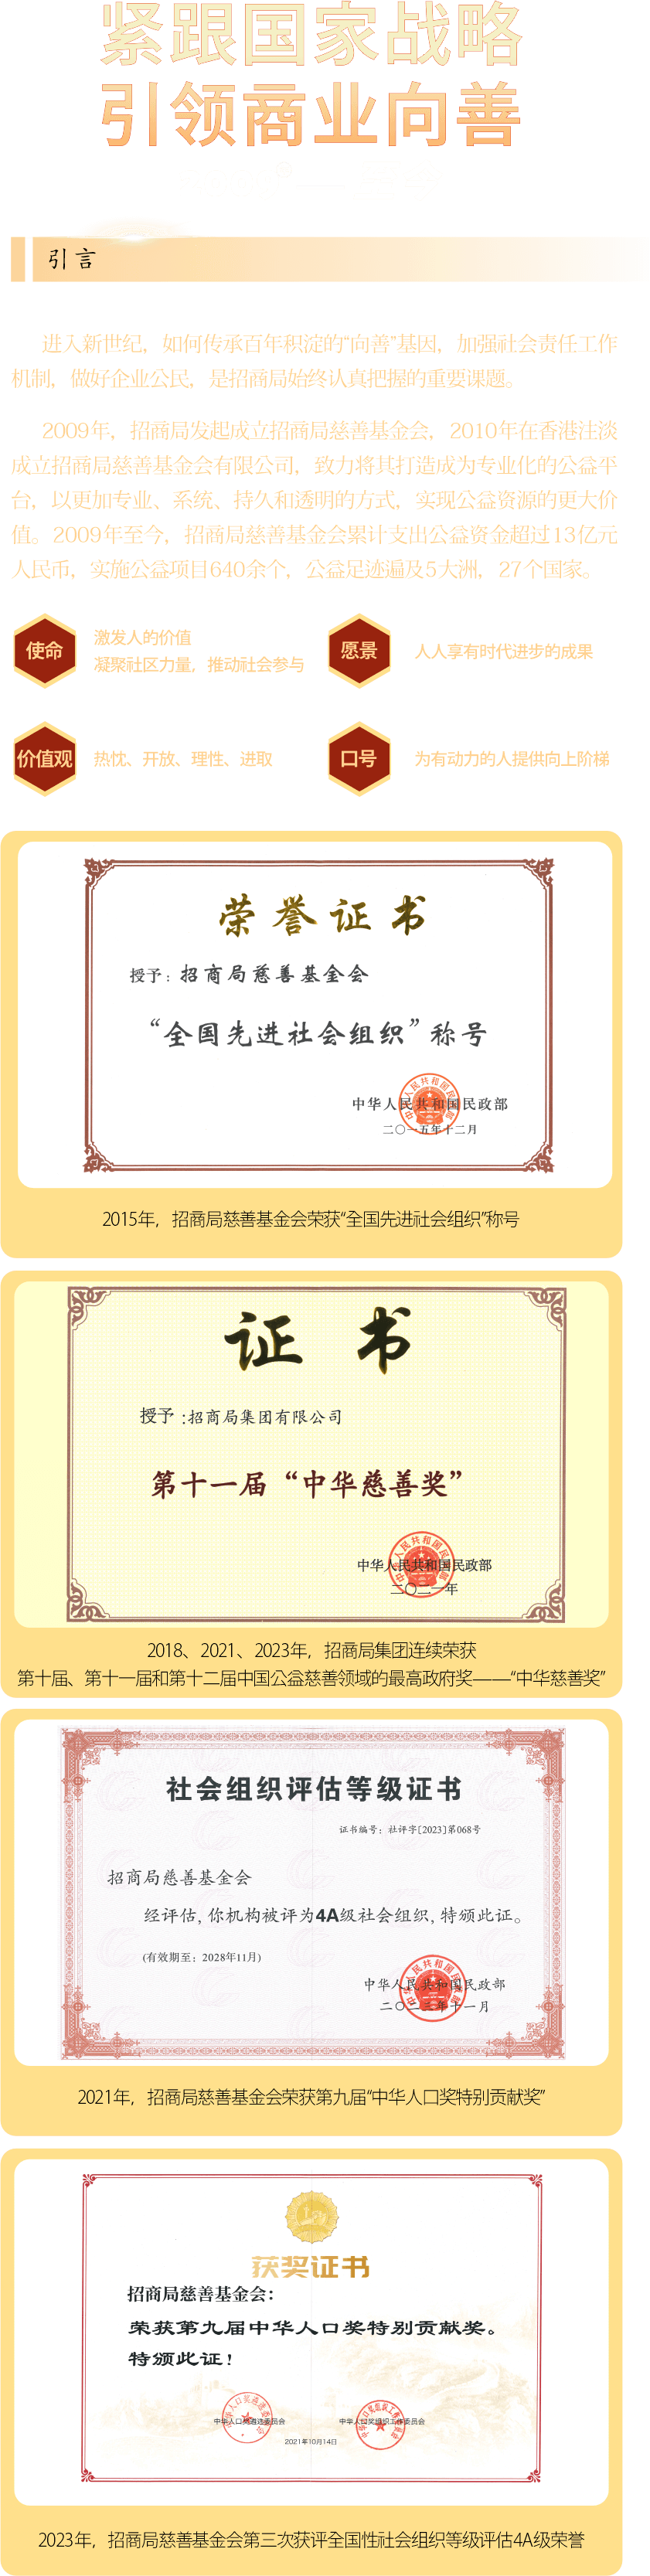 紧跟国家战略
引领商业向善
引言
进入新世纪，如何传承百年积淀的“向善”基因，加强社会责任工作
机制，做好企业公民，是招商局始终认真把握的重要课题。
2009年，招商局发起成立招商局慈善基金会，2010年在香港注淡
成立招商局慈善基金会有限公司，致力将其打造成为专业化的公益平
台，以更加专业、系统、持久和透明的方式，实现公益资源的更大价
值。2009年至今，招商局慈善基金会累计支出公益资金超过13亿元
人民币，实施公益项目640余个，公益足迹遍及5大洲，27个国家。
使命
激发人的价值
凝聚社区力量，推动社会参与
愿景
人人享有时代进步的成果
价值观
热忱、开放、理性、进取
口号
为有动力的人提供向上阶梯
荣誉证书
授予：招商局慈善基金会
“全国先进社会组织”称号
中华人民共和国民政部
二〇一五年十二月
2015年，招商局慈善基金会荣获“全国先进社会组织”称号
证 书
授予：招商局集团有限公司
第十一届“中华慈善奖”
中华人民共和国民政部
二〇二一年
2018、2021、2023年，招商局集团连续荣获
第十届、第十一届和第十二届中国公益慈善领域的最高政府奖——“中华慈善奖”
社会组织评估等级证书
证书编号：社评字[2023]第068号
招商局慈善基金会
经评估，你机构被评为4A级社会组织，特颁此证。
(有效期至：2028年11月)
中华人民共和国民政部
二〇二三年十一月
2021年，招商局慈善基金会荣获第九届“中华人口奖特别贡献奖”
获奖证书
招商局慈善基金会：
荣获第九届中华人口奖特别贡献奖。
特颁此证！
中华人口奖评选委员会 中华人口奖组织工作委员会
2021年10月14日
2023年，招商局慈善基金会第三次获评全国性社会组织等级评估4A级荣誉